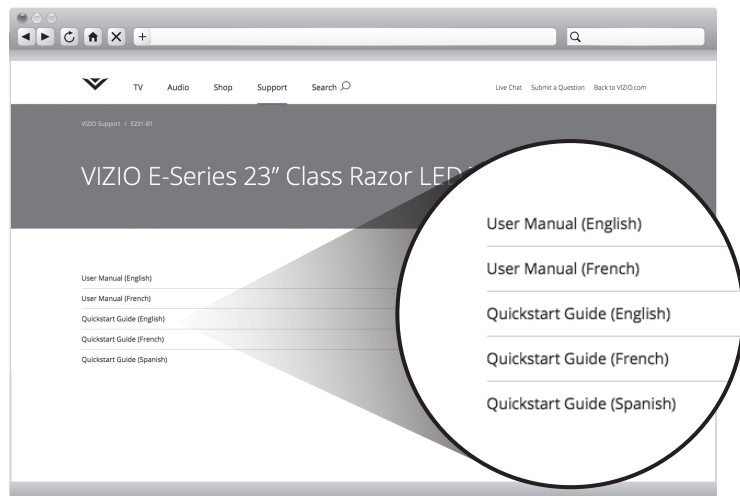 TV Audio Shop Support Search Live Chat Submit a Question Back to VIZIO.com
VIZIO Support / E231-B1
VIZIO E-Series 23" Class Razor LED
User Manual (English)
User Manual (French)
Quickstart Guide (English)
Quickstart Guide (French)
Quickstart Guide (Spanish)
User Manual (English)
User Manual (French)
Quickstart Guide (English)
Quickstart Guide (French)
Quickstart Guide (Spanish)